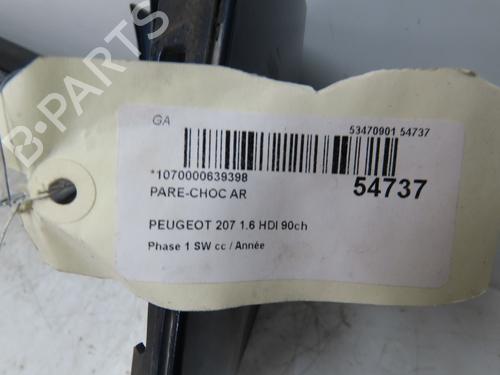 B-PARTS
GA
53470901 54737
*1070000639398
54737
PARE-CHOC AR
PEUGEOT 207 1.6 HDI 90ch
Phase 1 SW cc / Année